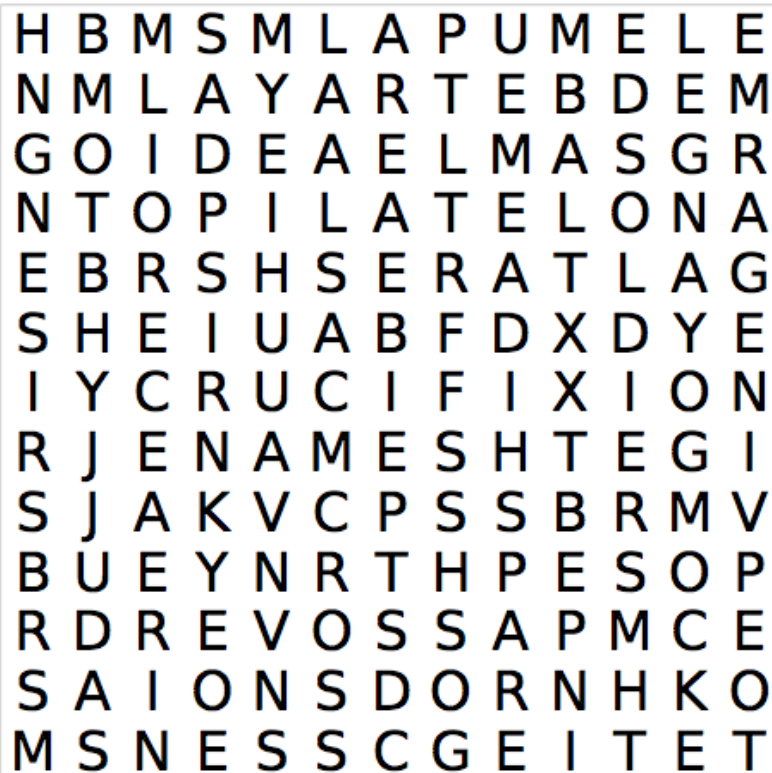 H B M S M L A P U M E L E
N M L A Y A R T E B D E M
G O I D E A E L M A S G R
N T O P I L A T E L O N A
E B R S H S E R A T L A G
S H E I U A B F D X D Y E
I Y C R U C I F I X I O N
R J E N A M E S H T E G I
S J A K V C P S S B R M V
B U E Y N R T H P E S O P
R D R E V O S S A P M C E
S A I O N S D O R N H K O
M S N E S S C G E I T E T